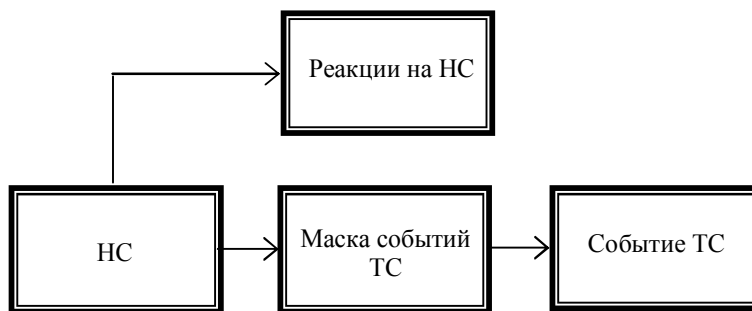 Реакции на НС
НС
Маска событий
ТС
Событие ТС